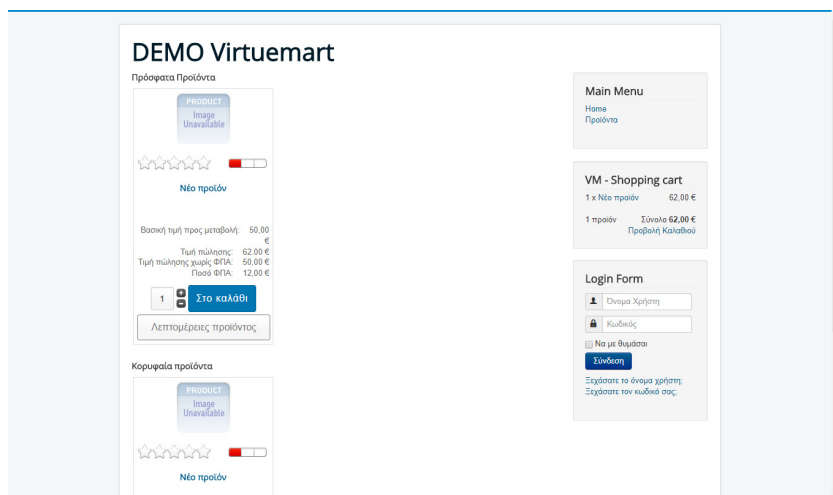 DEMO Virtuemart
Πρόσφατα Προϊόντα
PRODUCT
Image
Unavailable
Νέο προϊόν
Βασική τιμή προς μεταβολή: 50,00
€
Τιμή πώλησης: 62,00 €
Τιμή πώλησης χωρίς ΦΠΑ: 50,00 €
Ποσό ΦΠΑ: 12,00 €
1 Στο καλάθι
Λεπτομέρειες προϊόντος
Κορυφαία προϊόντα
PRODUCT
Image
Unavailable
Νέο προϊόν
Main Menu
Home
Προϊόντα
VM - Shopping cart
1 x Νέο προϊόν 62,00 €
1 προϊόν Σύνολο 62,00 €
Προβολή Καλαθιού
Login Form
Όνομα Χρήστη
Κωδικός
Να με θυμάσαι
Σύνδεση
Ξεχάσατε το όνομα χρήστη;
Ξεχάσατε τον κωδικό σας;